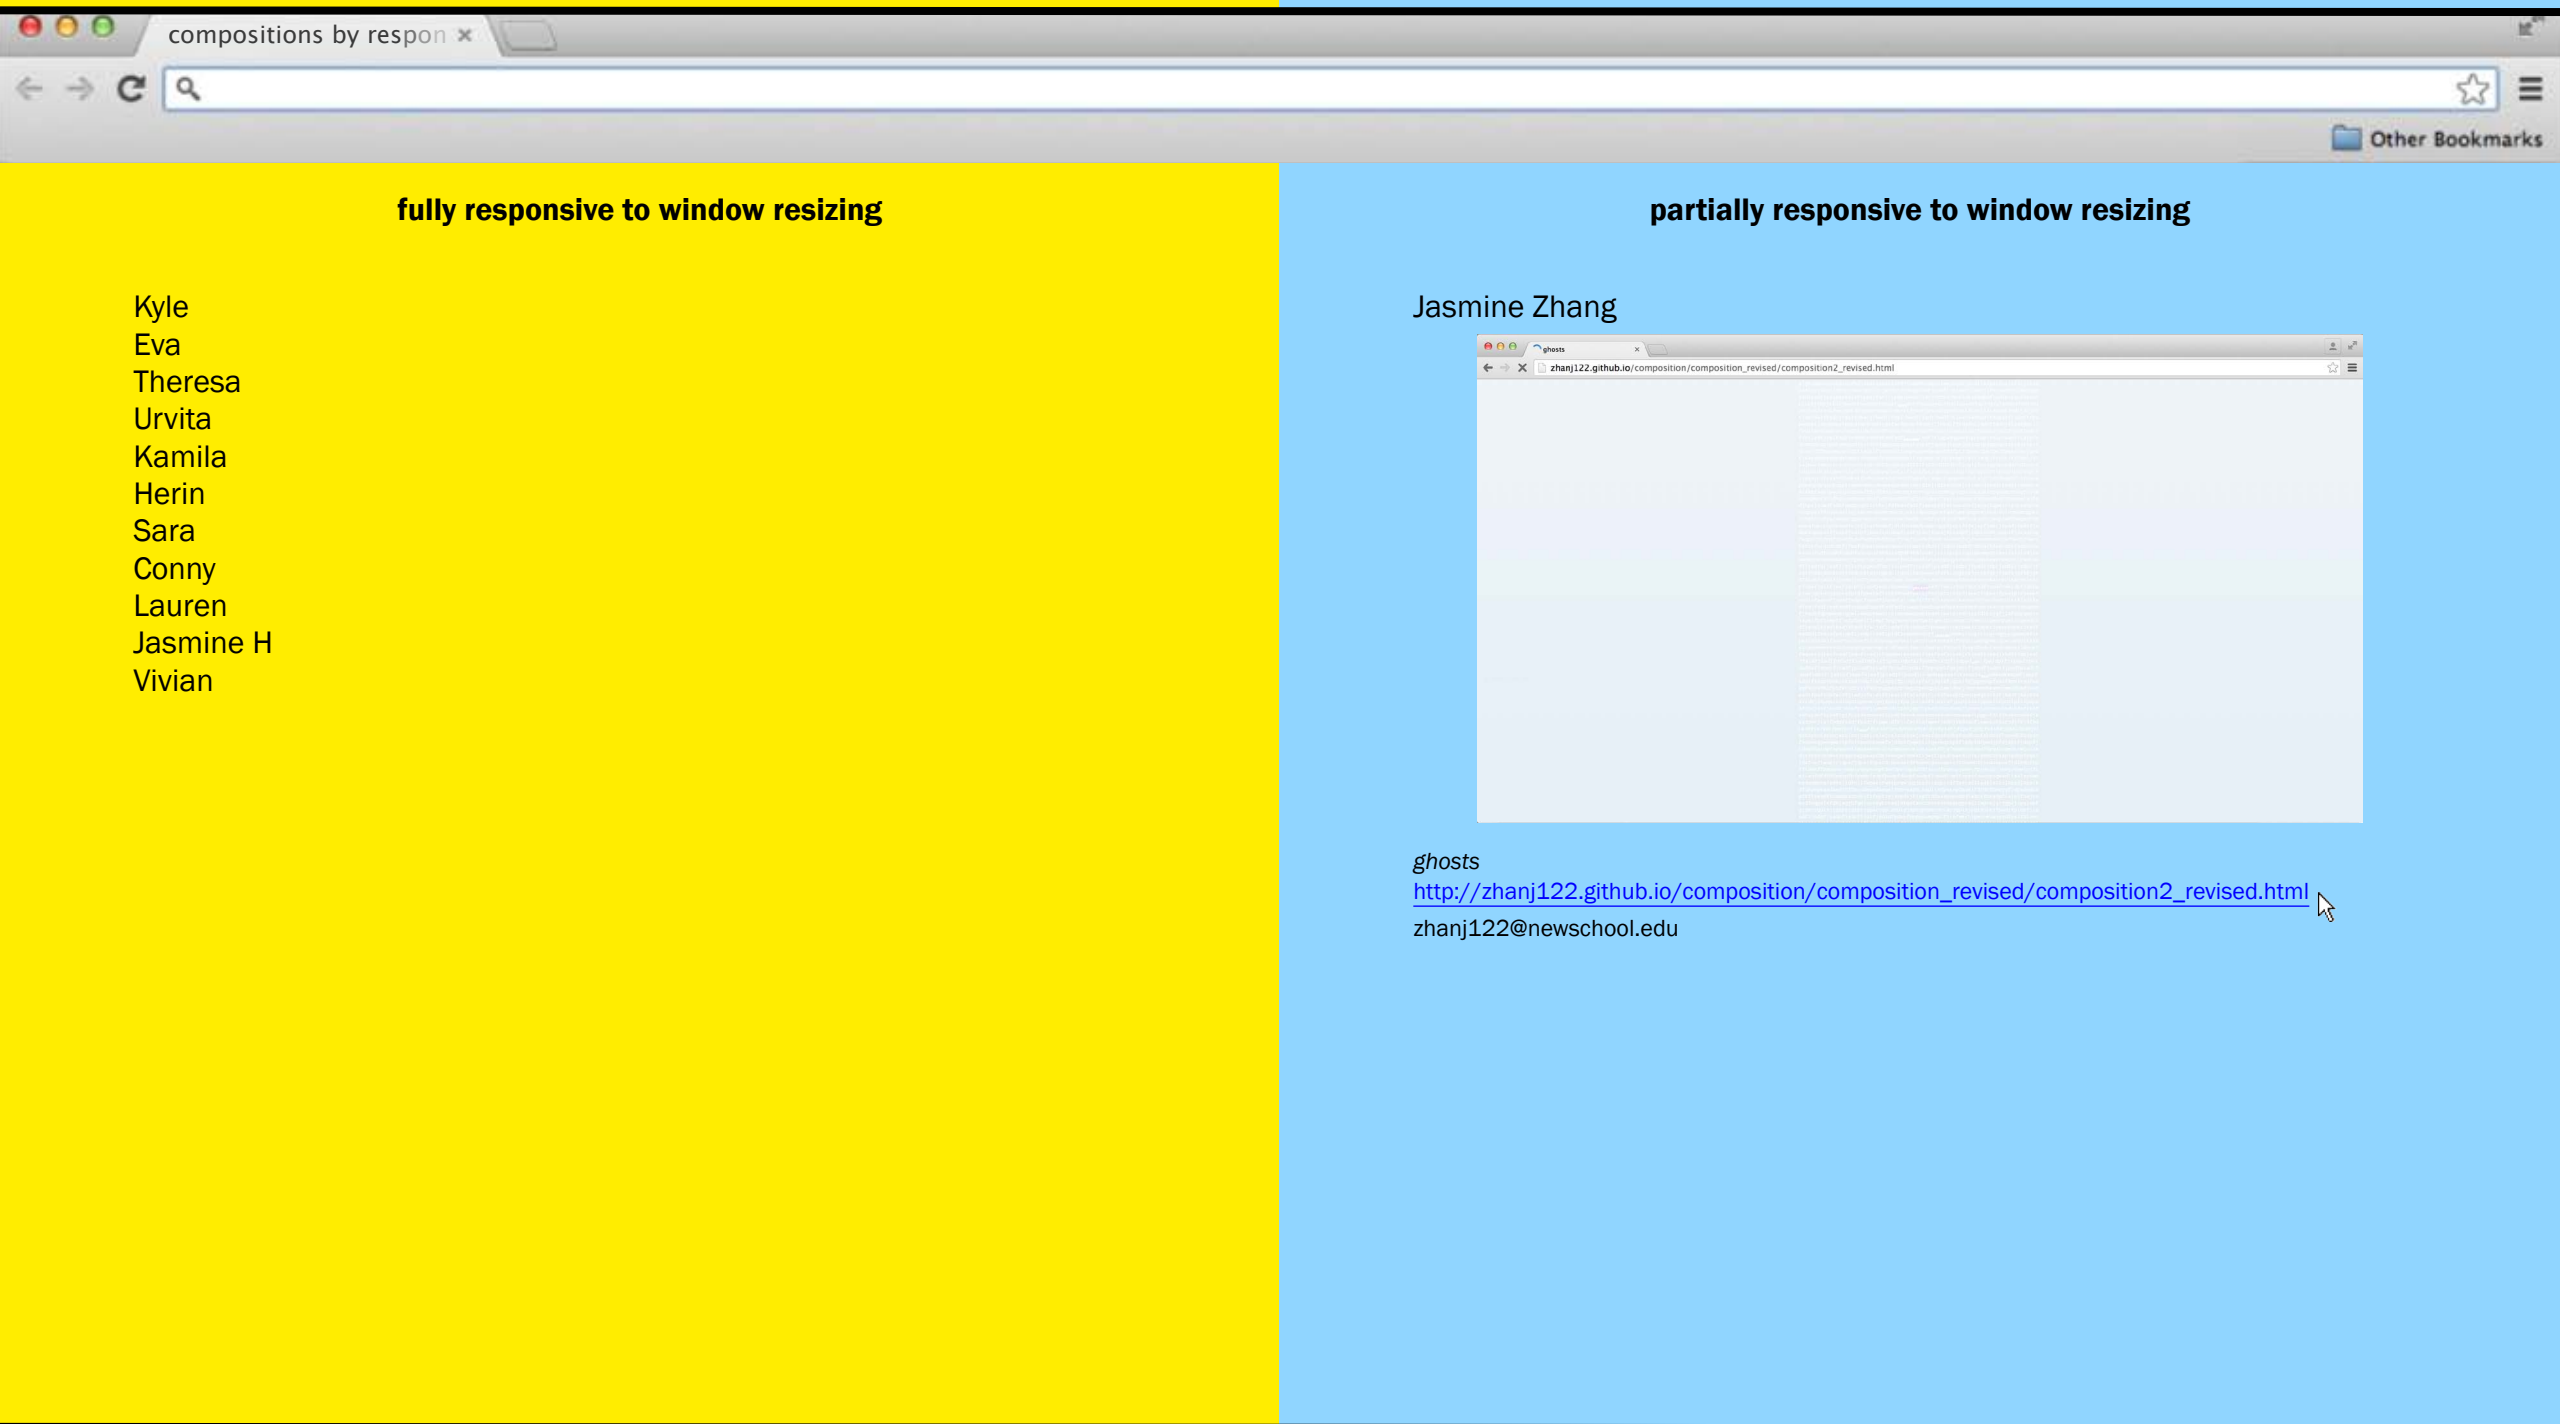 compositions by respon
Other Bookmarks
fully responsive to window resizing
Kyle
Eva
Theresa
Urvita
Kamila
Herin
Sara
Conny
Lauren
Jasmine H
Vivian
partially responsive to window resizing
Jasmine Zhang
ghosts
zhanj122.github.io/composition/composition_revised/composition2_revised.html
ghosts
http://zhanj122.github.io/composition/composition_revised/composition2_revised.html
zhanj122@newschool.edu